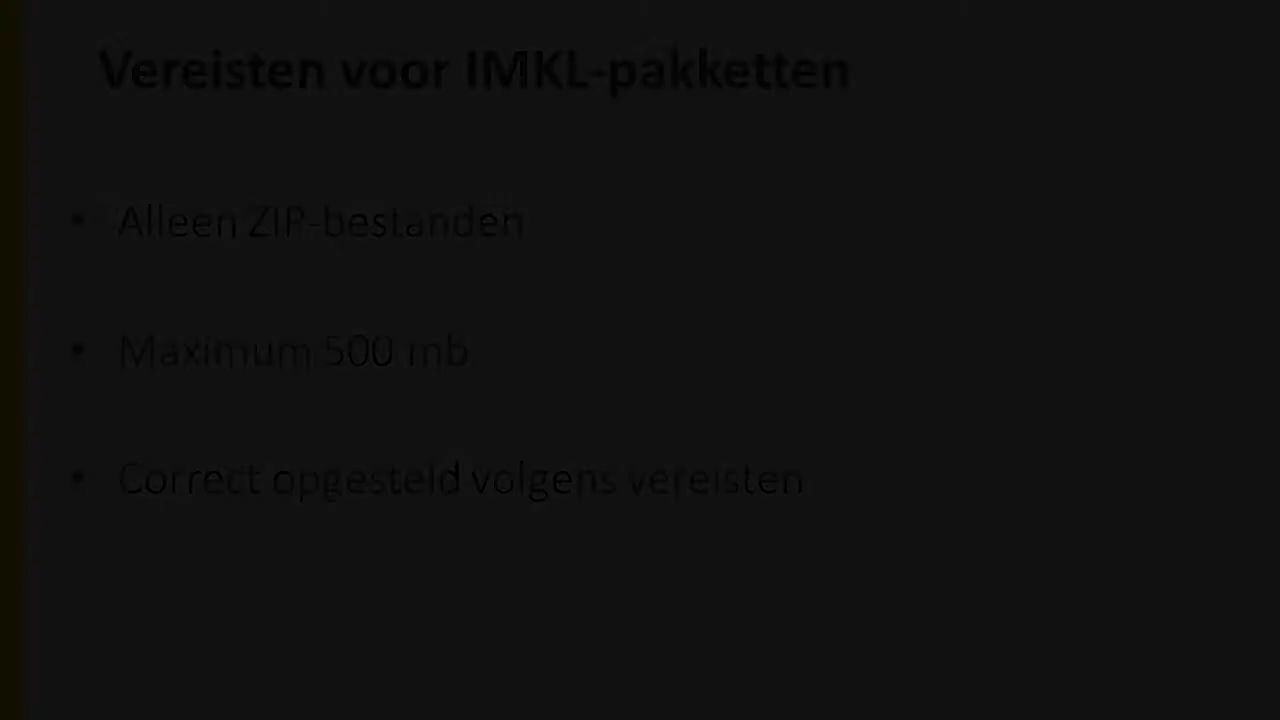 Vereisten voor IMKL-pakketten
• Alleen ZIP-bestanden
• Maximum 500 mb
• Correct opgesteld volgens vereisten